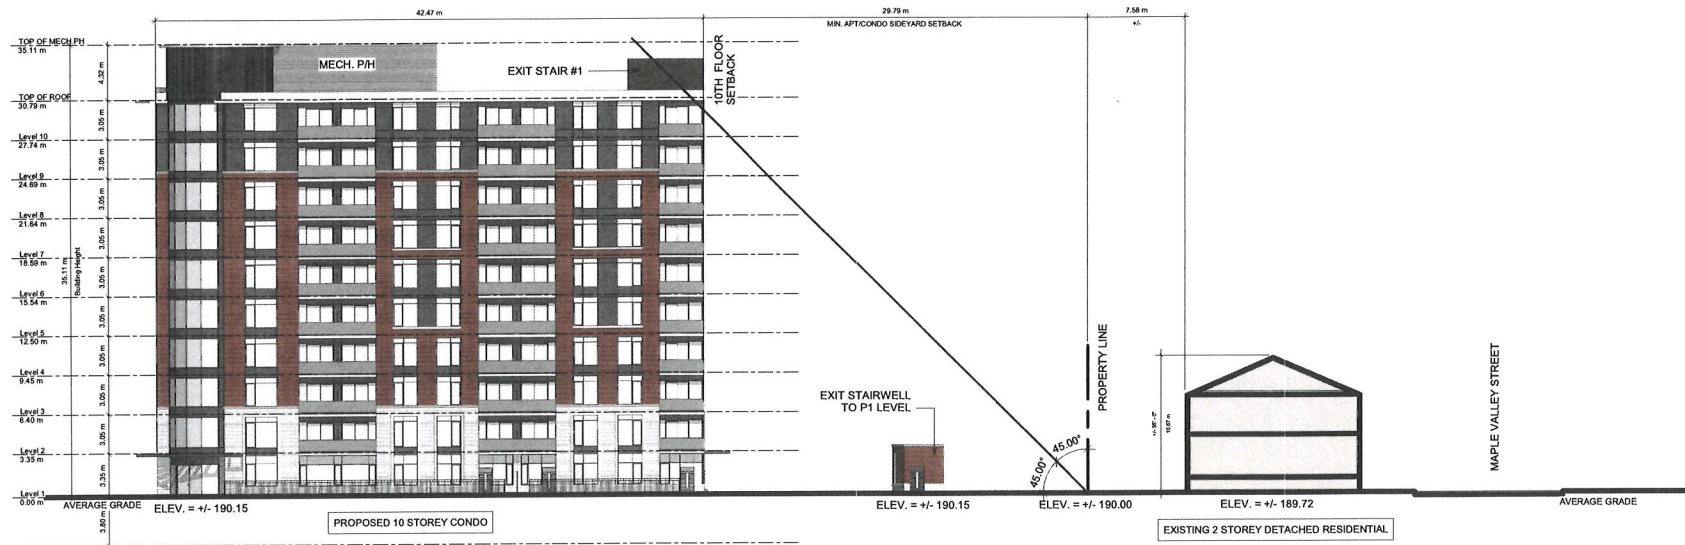 42.47 m
29.79 m
MIN. APT/CONDO SIDEYARD SETBACK
7.58 m
+/-
TOP OF MECH.PH
35.11 m
4.32 m
MECH. P/H
EXIT STAIR #1
10TH FLOOR
SETBACK
TOP OF ROOF
30.79 m
3.05 m
Level 10
27.74 m
3.05 m
Level 9
24.69 m
3.05 m
Level 8
21.64 m
3.05 m
Level 7
18.59 m
35.11 m
Building Height
3.05 m
Level 6
15.54 m
3.05 m
Level 5
12.50 m
3.05 m
Level 4
9.45 m
3.05 m
Level 3
6.40 m
3.05 m
Level 2
3.35 m
3.35 m
Level 1
0.00 m
3.80 m
AVERAGE GRADE
ELEV. = +/- 190.15
PROPOSED 10 STOREY CONDO
EXIT STAIRWELL
TO P1 LEVEL
ELEV. = +/- 190.15
45.00°
45.00°
PROPERTY LINE
ELEV. = +/- 190.00
10.67 m
ELEV. = +/- 189.72
EXISTING 2 STOREY DETACHED RESIDENTIAL
MAPLE VALLEY STREET
AVERAGE GRADE